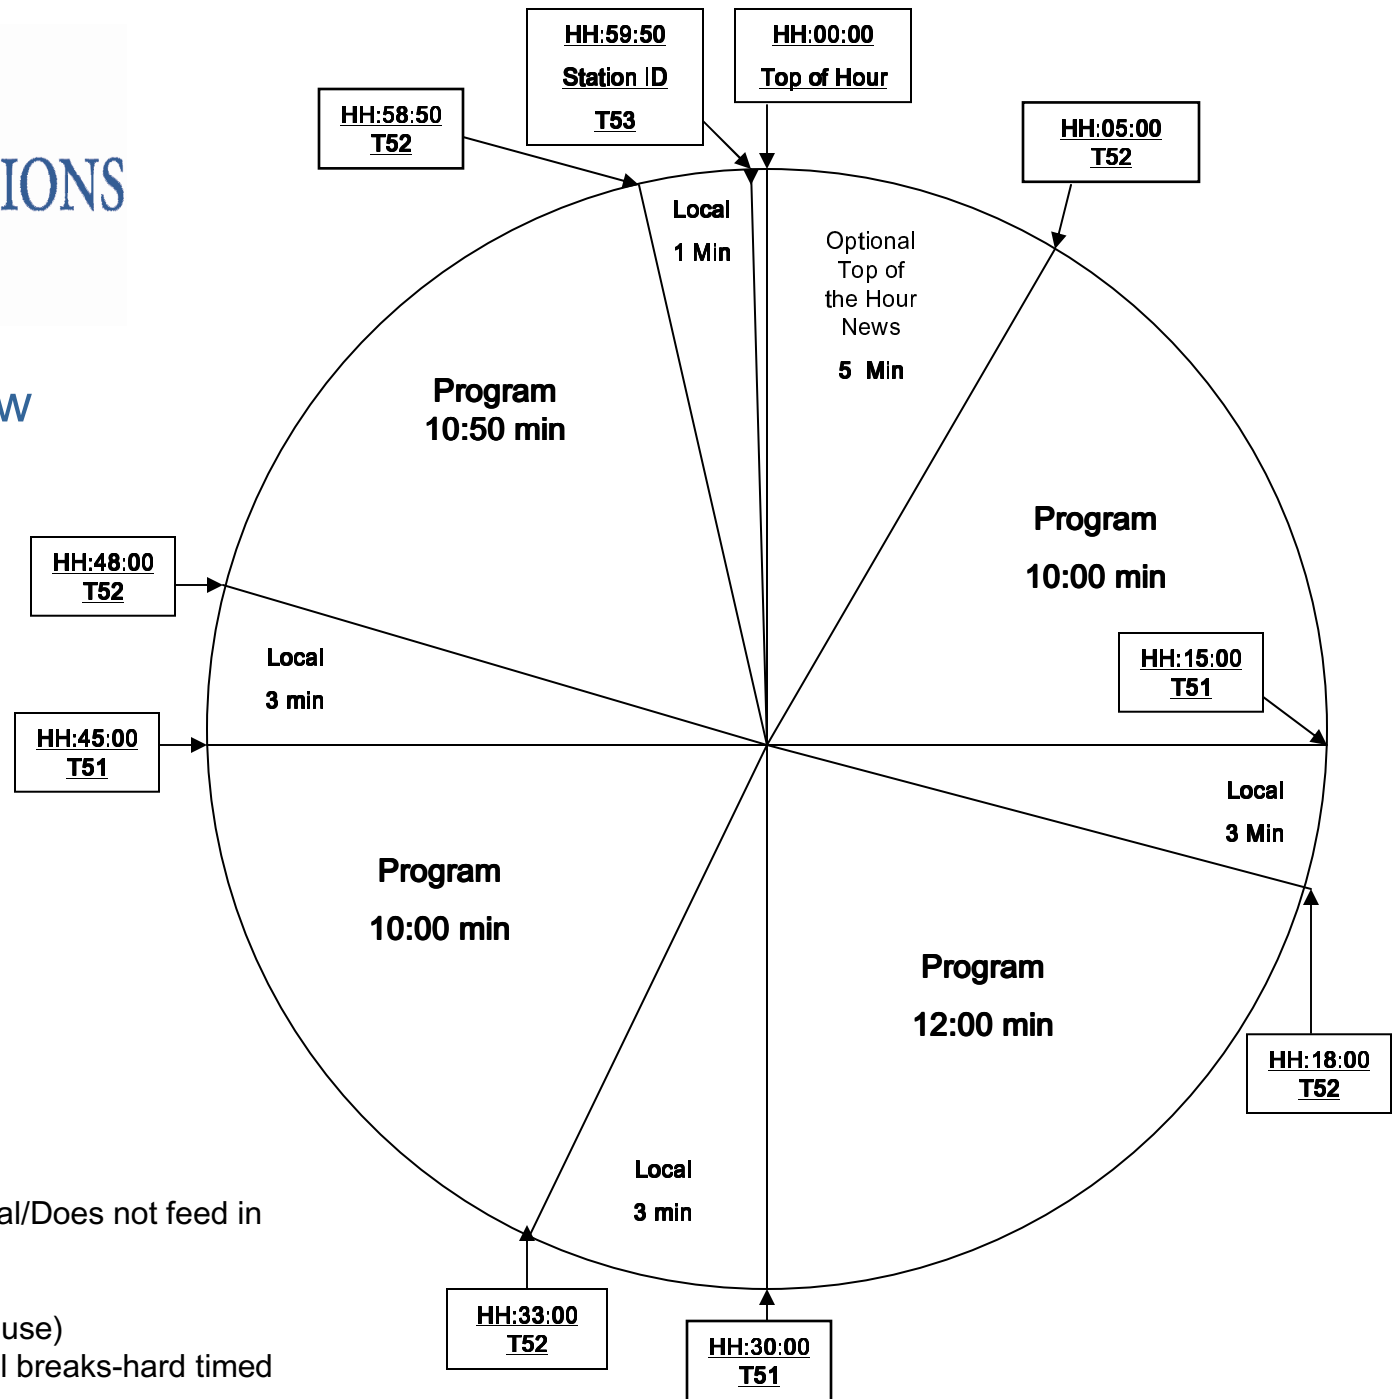 HH:59:50
Station ID
T53
HH:00:00
Top of Hour
HH:58:50
T52
HH:05:00
T52
IONS
Local
1 Min
Optional
Top of
the Hour
News
5 Min
w
Program
10:50 min
Program
10:00 min
HH:48:00
T52
Local
3 min
HH:15:00
T51
HH:45:00
T51
Local
3 Min
Program
10:00 min
Program
12:00 min
HH:18:00
T52
Local
3 min
al/Does not feed in
HH:33:00
T52
HH:30:00
T51
use)
l breaks-hard timed